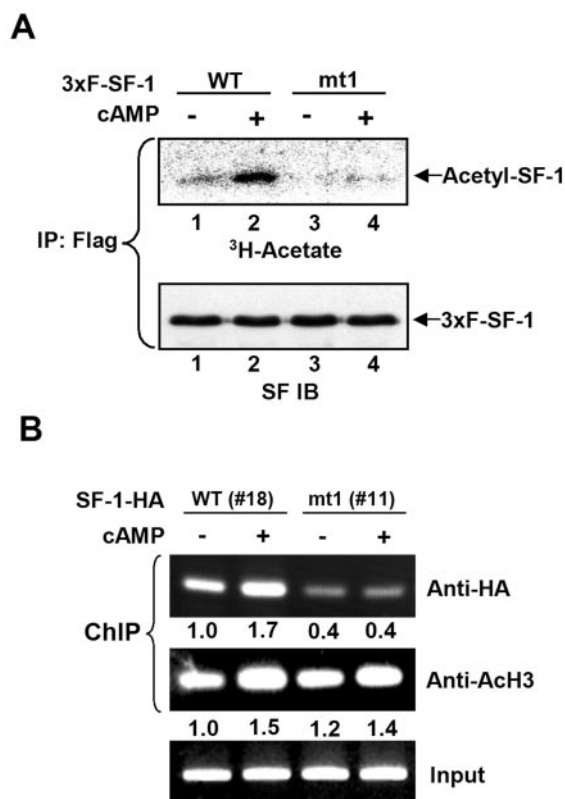 A
3xF-SF-1 WT mt1
cAMP - + - +
Acetyl-SF-1
1 2 3 4
IP: Flag
³H-Acetate
3xF-SF-1
1 2 3 4
SF IB
B
SF-1-HA WT (#18) mt1 (#11)
cAMP - + - +
Anti-HA
ChIP
1.0 1.7 0.4 0.4
Anti-AcH3
1.0 1.5 1.2 1.4
Input